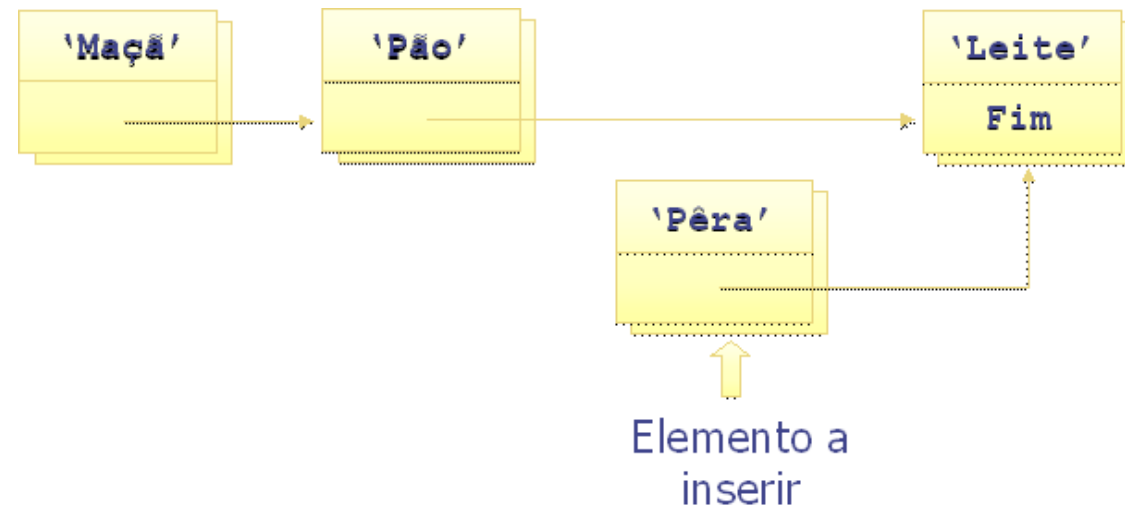 ‘Maçã’
‘Pão’
‘Leite’
Fim
‘Pêra’
Elemento a
inserir